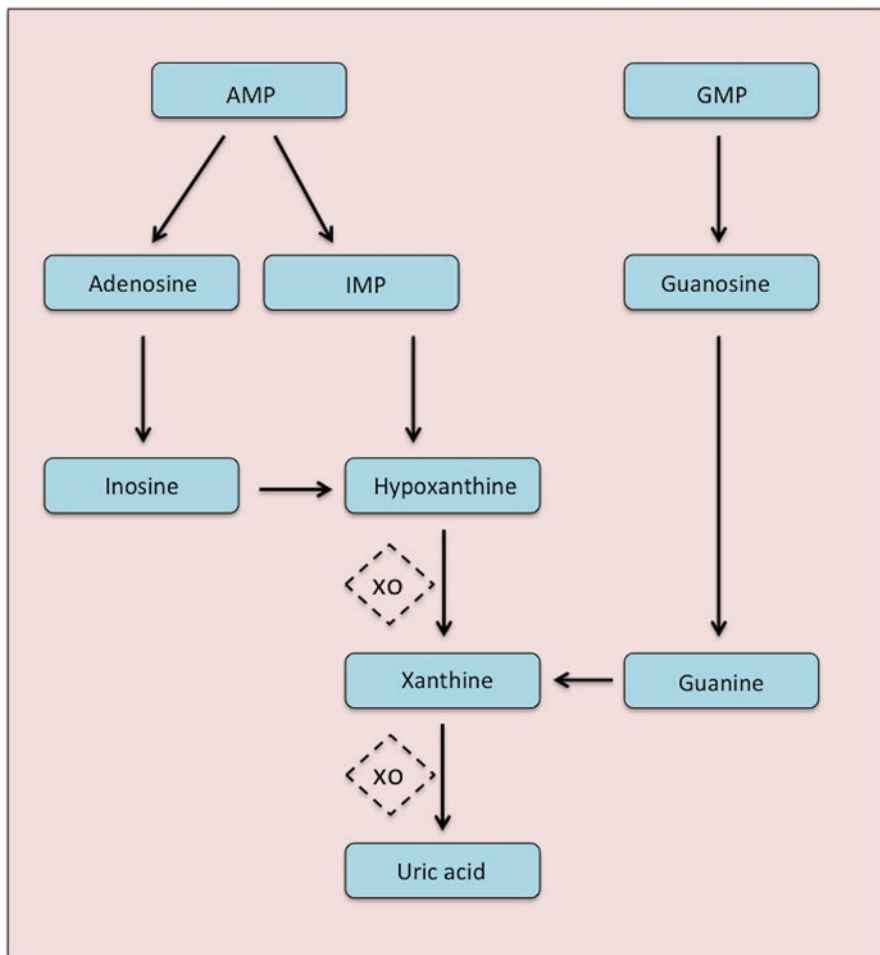 AMP
GMP
Adenosine
IMP
Guanosine
Inosine
Hypoxanthine
XO
Xanthine
Guanine
XO
Uric acid